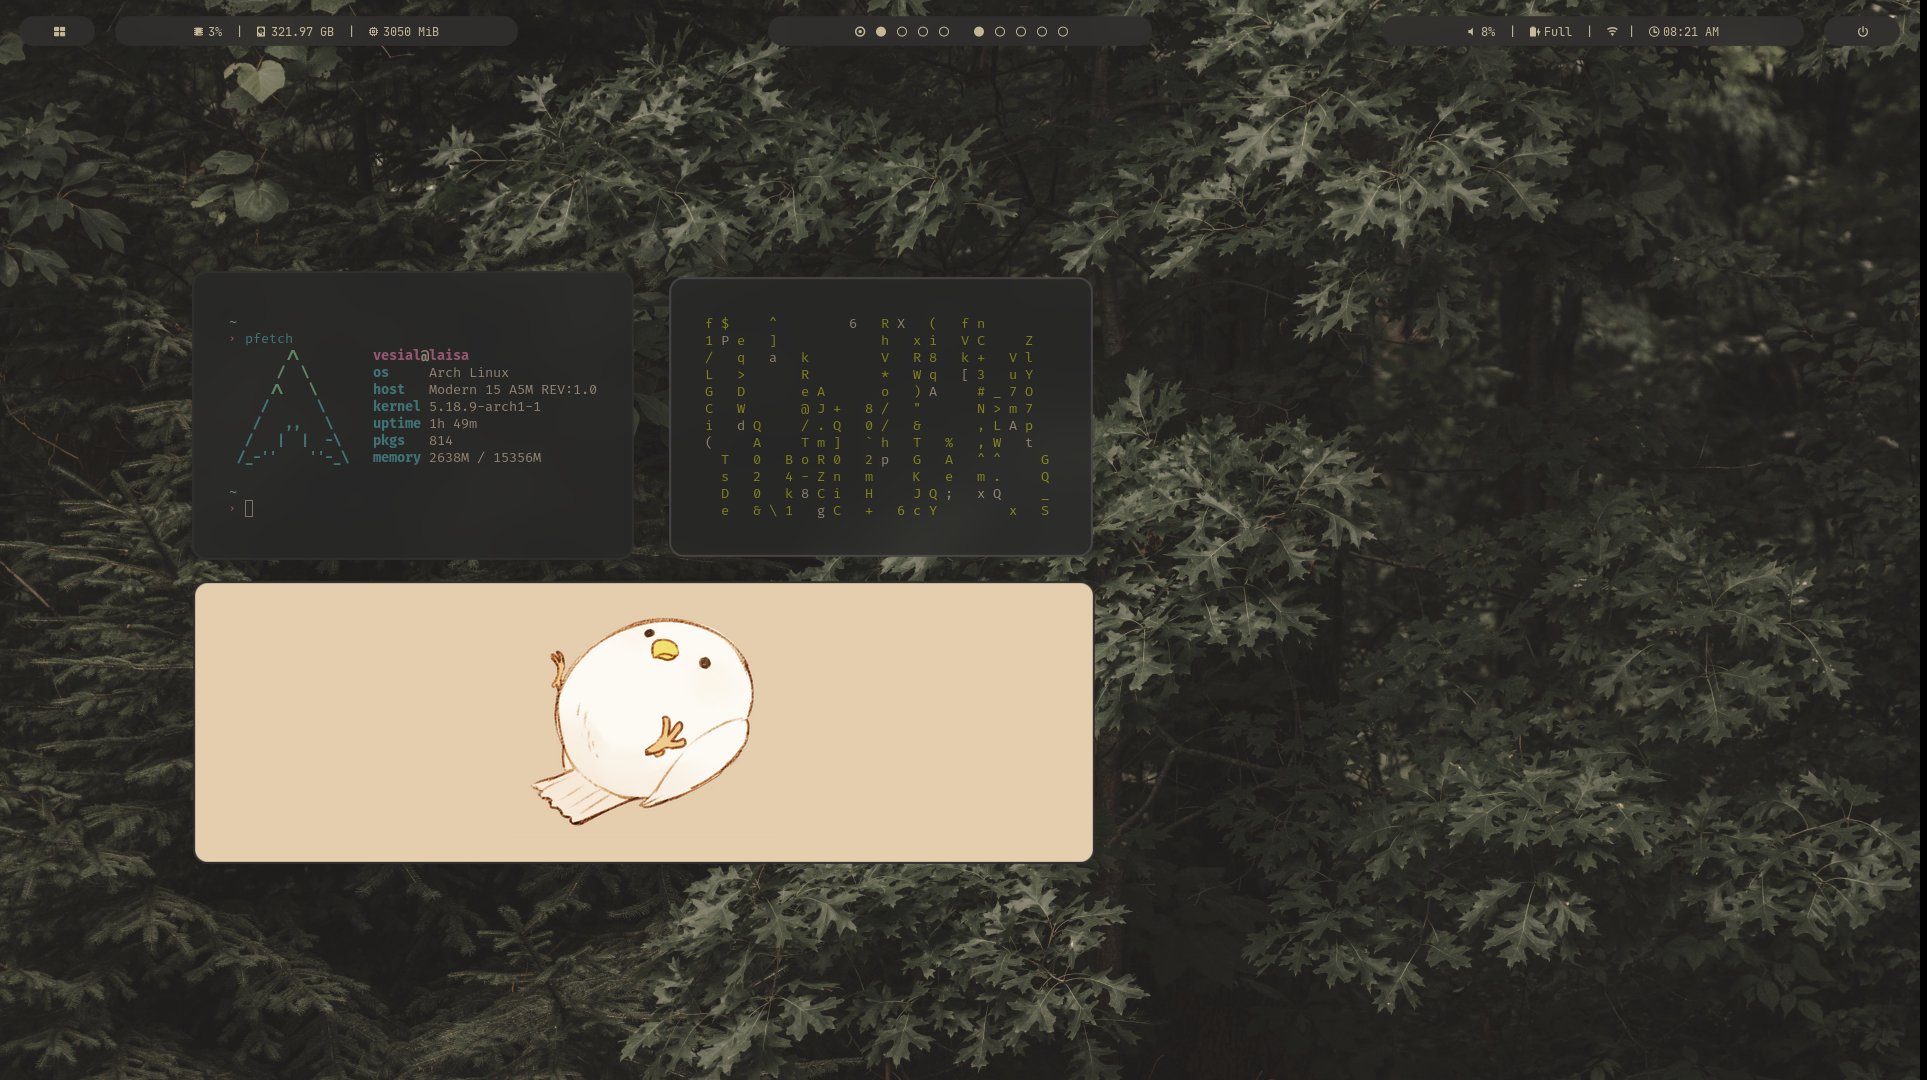 3% | 321.97 GB | 3050 MiB
8% | Full | | 08:21 AM
~
› pfetch
vesial@laisa
os Arch Linux
host Modern 15 A5M REV:1.0
kernel 5.18.9-arch1-1
uptime 1h 49m
pkgs 814
memory 2638M / 15356M
~
›
f $ ^ 6 R X ( f n
1 P e ] h x i V C Z
/ q a k V R 8 k + V l
L > R * W q [ 3 u Y
G D e A o ) A # _ 7 O
C W @ J + 8 / " N > m 7
i d Q / . Q 0 / & , L A p
( A T m ] ` h T % , W t
T 0 B o R 0 2 p G A ^ ^ G
s 2 4 - Z n m K e m . Q
D 0 k 8 C i H J Q ; x Q _
e & \ 1 g C + 6 c Y x S